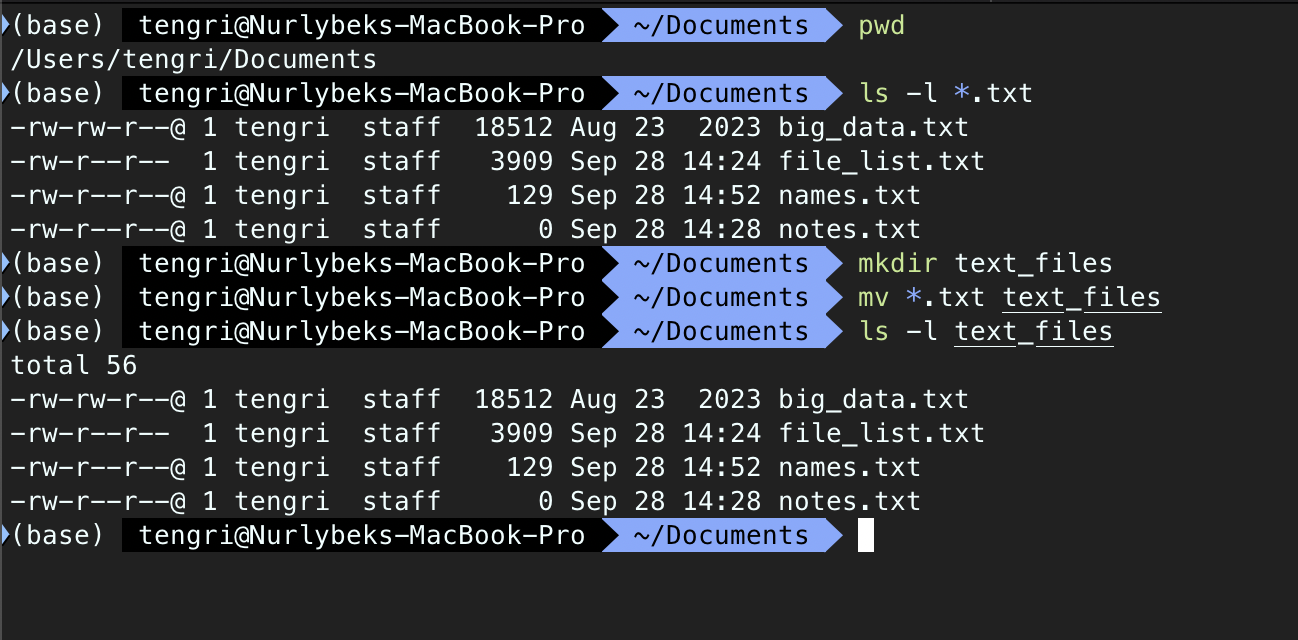 (base) tengri@Nurlybeks-MacBook-Pro ~/Documents pwd
/Users/tengri/Documents
(base) tengri@Nurlybeks-MacBook-Pro ~/Documents ls -l *.txt
-rw-rw-r--@ 1 tengri  staff  18512 Aug 23  2023 big_data.txt
-rw-r--r--  1 tengri  staff   3909 Sep 28 14:24 file_list.txt
-rw-r--r--@ 1 tengri  staff    129 Sep 28 14:52 names.txt
-rw-r--r--@ 1 tengri  staff      0 Sep 28 14:28 notes.txt
(base) tengri@Nurlybeks-MacBook-Pro ~/Documents mkdir text_files
(base) tengri@Nurlybeks-MacBook-Pro ~/Documents mv *.txt text_files
(base) tengri@Nurlybeks-MacBook-Pro ~/Documents ls -l text_files
total 56
-rw-rw-r--@ 1 tengri  staff  18512 Aug 23  2023 big_data.txt
-rw-r--r--  1 tengri  staff   3909 Sep 28 14:24 file_list.txt
-rw-r--r--@ 1 tengri  staff    129 Sep 28 14:52 names.txt
-rw-r--r--@ 1 tengri  staff      0 Sep 28 14:28 notes.txt
(base) tengri@Nurlybeks-MacBook-Pro ~/Documents